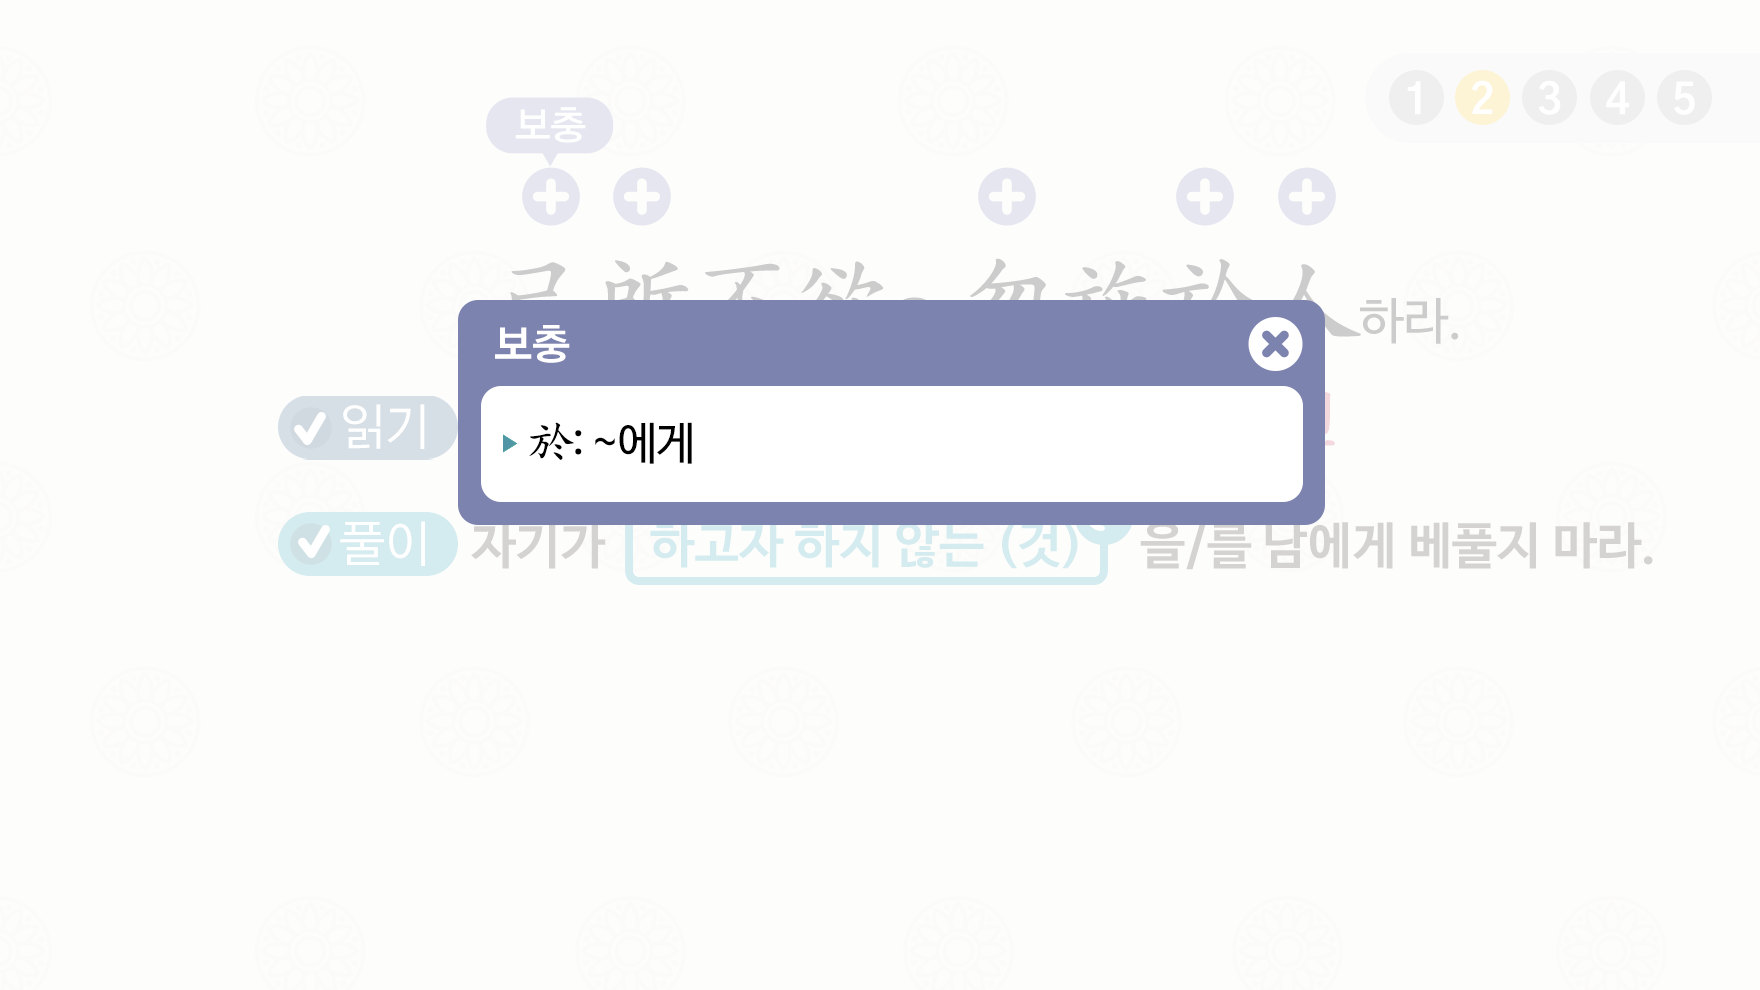 1 2 3 4 5
보충
己所不欲 勿施於人하라.
보충
읽기
於: ~에게
풀이 자기가 하고자 하지 않는 (것) 을/를 남에게 베풀지 마라.